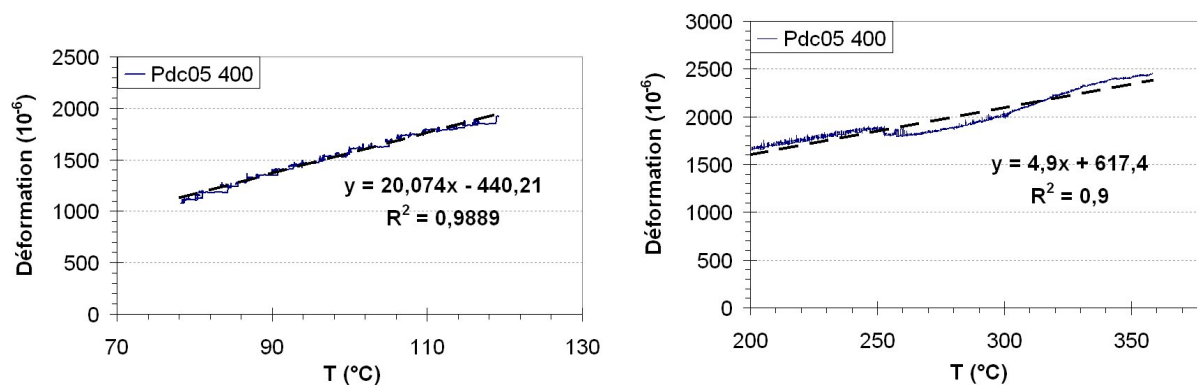 Pdc05 400
2500
2000
1500
1000
500
0
Déformation (10⁻⁶)
y = 20,074x - 440,21
R² = 0,9889
70 90 110 130
T (°C)
Pdc05 400
3000
2500
2000
1500
1000
500
0
Déformation (10⁻⁶)
y = 4,9x + 617,4
R² = 0,9
200 250 300 350
T (°C)